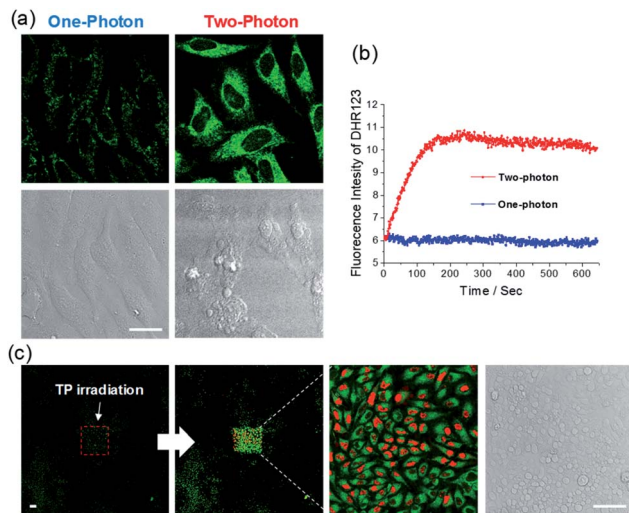 (a)
One-Photon Two-Photon
(b)
Fluorecence Intesity of DHR123
12
11
10
9
8
7
6
5
Two-photon
One-photon
0 100 200 300 400 500 600
Time / Sec
(c)
TP irradiation